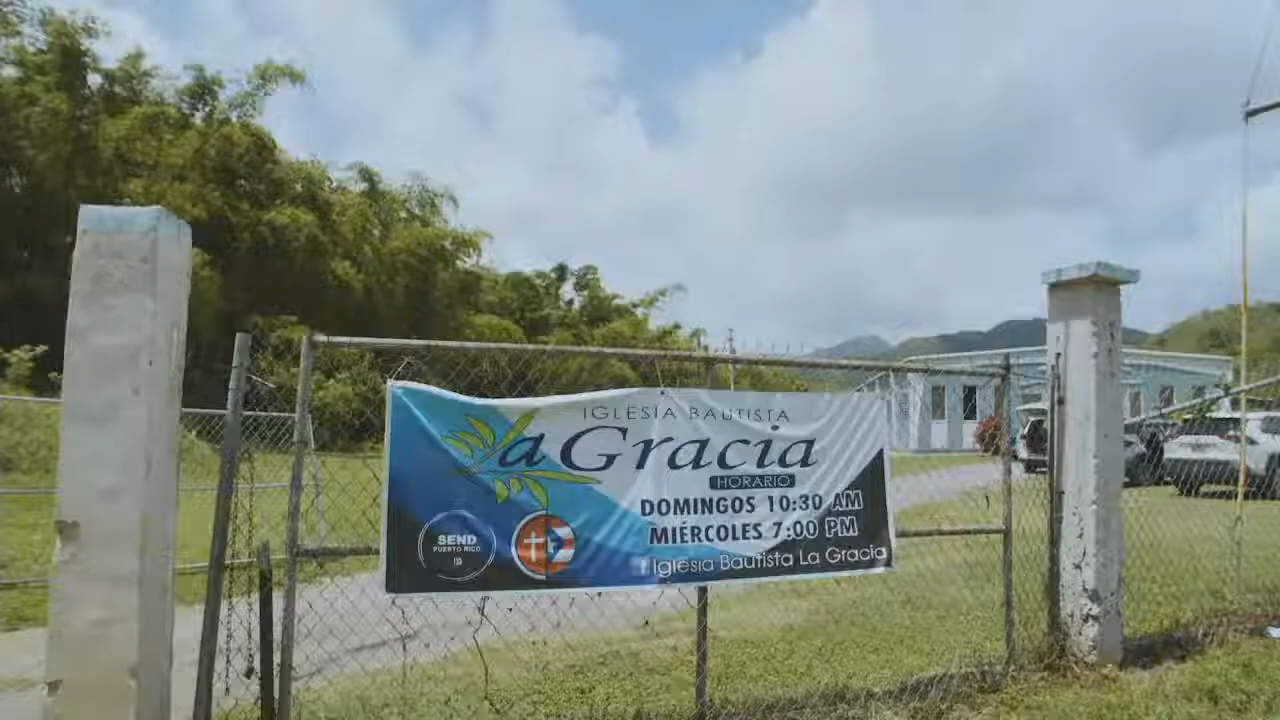 IGLESIA BAUTISTA
La Gracia
HORARIO
DOMINGOS 10:30 AM
MIÉRCOLES 7:00 PM
Iglesia Bautista La Gracia
SEND
PUERTO RICO